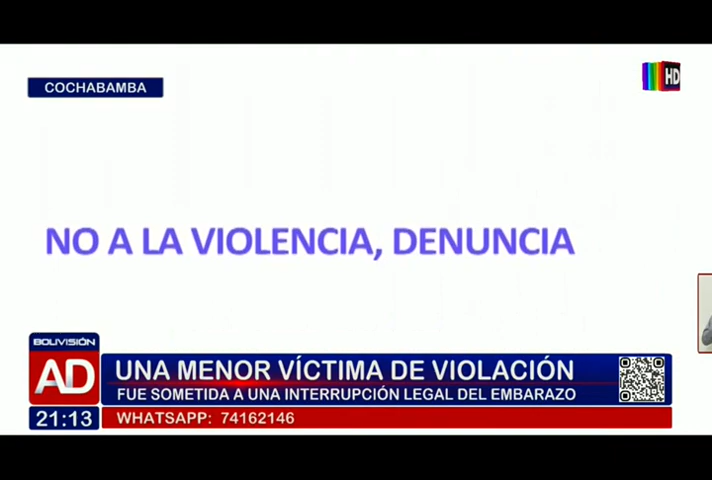 COCHABAMBA
HD
NO A LA VIOLENCIA, DENUNCIA
BOLIVISIÓN
AD
UNA MENOR VÍCTIMA DE VIOLACIÓN
FUE SOMETIDA A UNA INTERRUPCIÓN LEGAL DEL EMBARAZO
21:13
WHATSAPP: 74162146